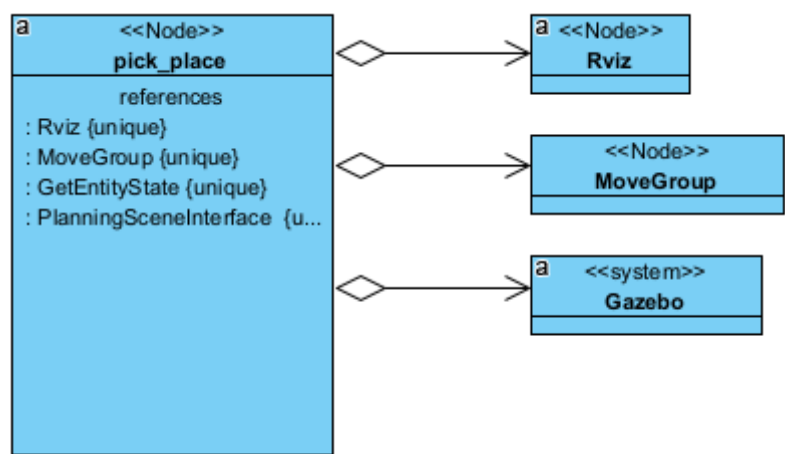 a
<<Node>>
pick_place
references
: Rviz {unique}
: MoveGroup {unique}
: GetEntityState {unique}
: PlanningSceneInterface {u...
a <<Node>>
Rviz
<<Node>>
MoveGroup
a
<<system>>
Gazebo